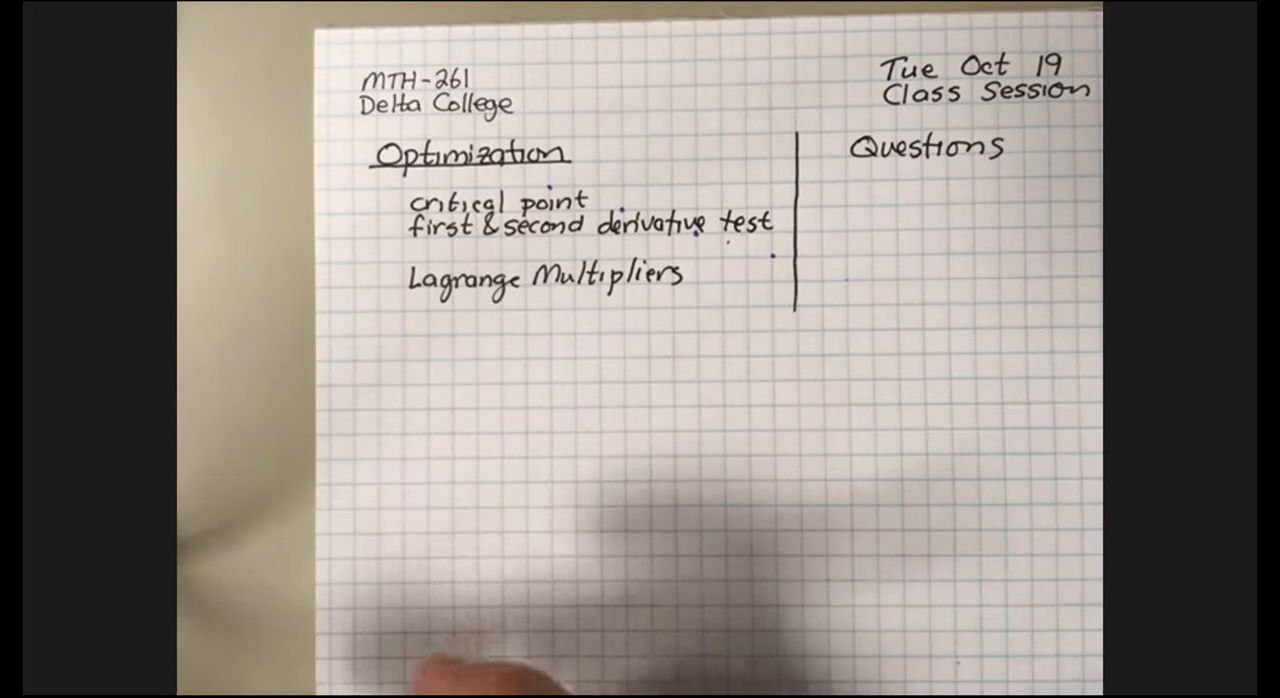 MTH-261
Delta College
Tue Oct 19
Class Session
Optimization
critical point
first & second derivative test
Lagrange Multipliers
Questions